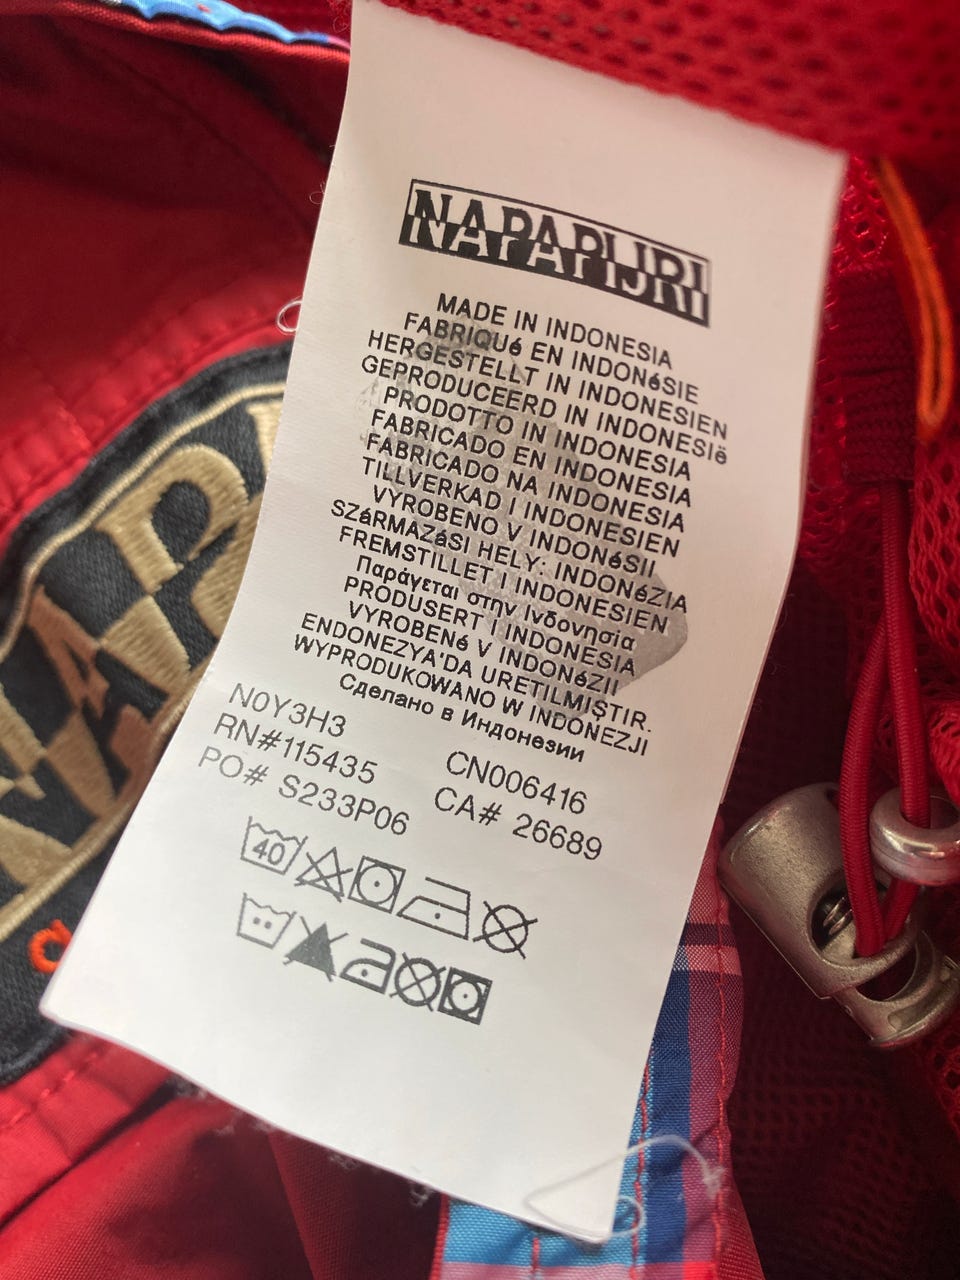 NAPAPIJRI
MADE IN INDONESIA
FABRIQUé EN INDONéSIE
HERGESTELLT IN INDONESIEN
GEPRODUCEERD IN INDONESIë
PRODOTTO IN INDONESIA
FABRICADO EN INDONESIA
FABRICADO NA INDONESIA
TILLVERKAD I INDONESIEN
VYROBENO V INDONéSII
SZáRMAZáSI HELY: INDONéZIA
FREMSTILLET I INDONESIEN
Παράγεται στην Ινδονησία
PRODUSERT I INDONESIA
VYROBENé V INDONéZII
ENDONEZYA'DA URETILMIŞTIR.
WYPRODUKOWANO W INDONEZJI
Сделано в Индонезии
N0Y3H3 CN006416
RN#115435 CA# 26689
PO# S233P06
40
NAPA